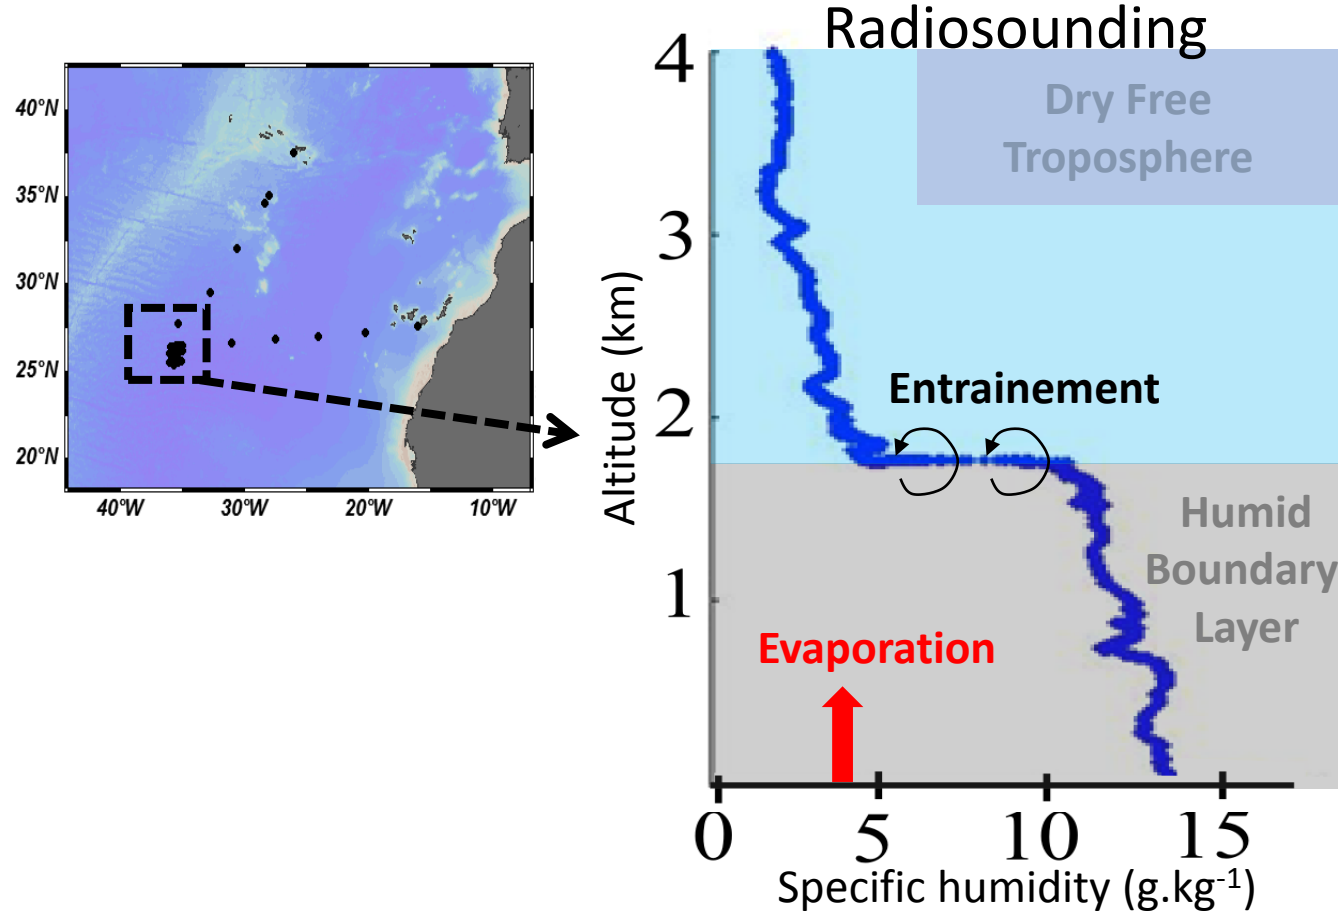 Radiosounding
40°N
35°N
30°N
25°N
20°N
40°W
30°W
20°W
10°W
Altitude (km)
4
3
2
1
Dry Free
Troposphere
Entrainement
Humid
Boundary
Layer
Evaporation
0
5
10
15
Specific humidity (g.kg⁻¹)